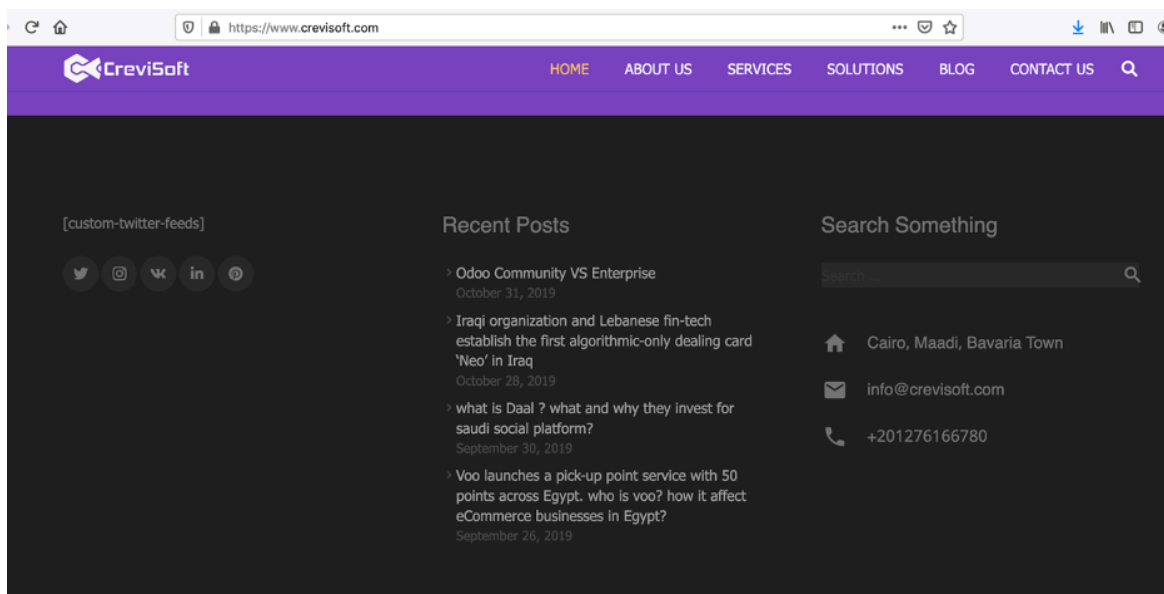 https://www.crevisoft.com
CreviSoft
HOME ABOUT US SERVICES SOLUTIONS BLOG CONTACT US
[custom-twitter-feeds]
Recent Posts
Odoo Community VS Enterprise
October 31, 2019
Iraqi organization and Lebanese fin-tech
establish the first algorithmic-only dealing card
‘Neo’ in Iraq
October 28, 2019
what is Daal ? what and why they invest for
saudi social platform?
September 30, 2019
Voo launches a pick-up point service with 50
points across Egypt. who is voo? how it affect
eCommerce businesses in Egypt?
September 26, 2019
Search Something
Search ...
Cairo, Maadi, Bavaria Town
info@crevisoft.com
+201276166780